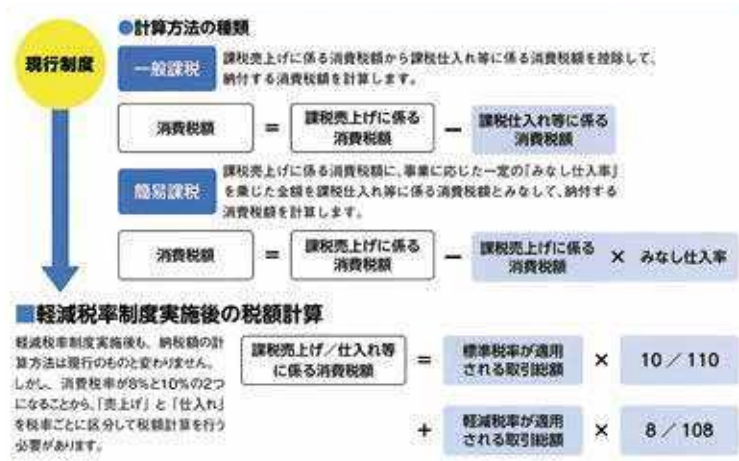 ●計算方法の種類
現行制度
一般課税
課税売上げに係る消費税額から課税仕入れ等に係る消費税額を控除して、
納付する消費税額を計算します。
消費税額 = 課税売上げに係る
消費税額 − 課税仕入れ等に係る
消費税額
簡易課税
課税売上げに係る消費税額に、事業に応じた一定の「みなし仕入率」
を乗じた金額を課税仕入れ等に係る消費税額とみなして、納付する
消費税額を計算します。
消費税額 = 課税売上げに係る
消費税額 − 課税売上げに係る
消費税額 × みなし仕入率
■軽減税率制度実施後の税額計算
軽減税率制度実施後も、納税額の計
算方法は現行のものと変わりません。
しかし、消費税率が8%と10%の2つ
になることから、「売上げ」と「仕入れ」
を税率ごとに区分して税額計算を行う
必要があります。
課税売上げ/仕入れ等
に係る消費税額 = 標準税率が適用
される取引総額 × 10/110
+ 軽減税率が適用
される取引総額 × 8/108